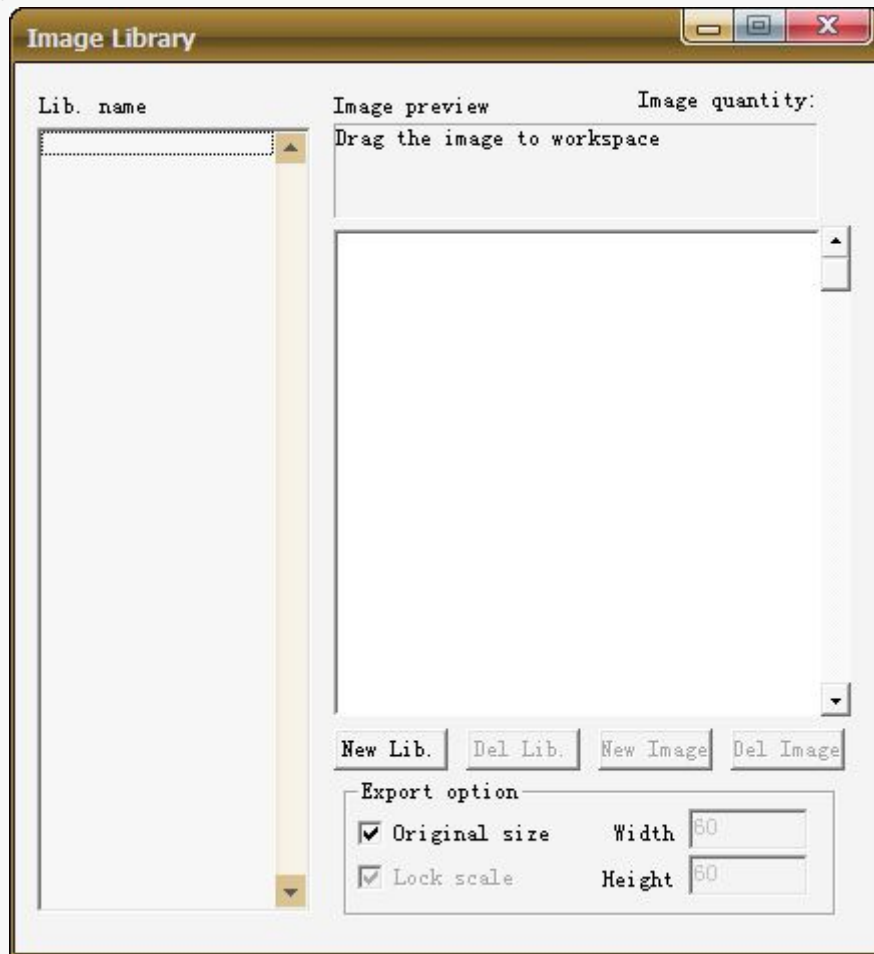 Image Library
Lib. name
Image preview
Image quantity:
Drag the image to workspace
New Lib.
Del Lib.
New Image
Del Image
Export option
Original size
Width
60
Lock scale
Height
60